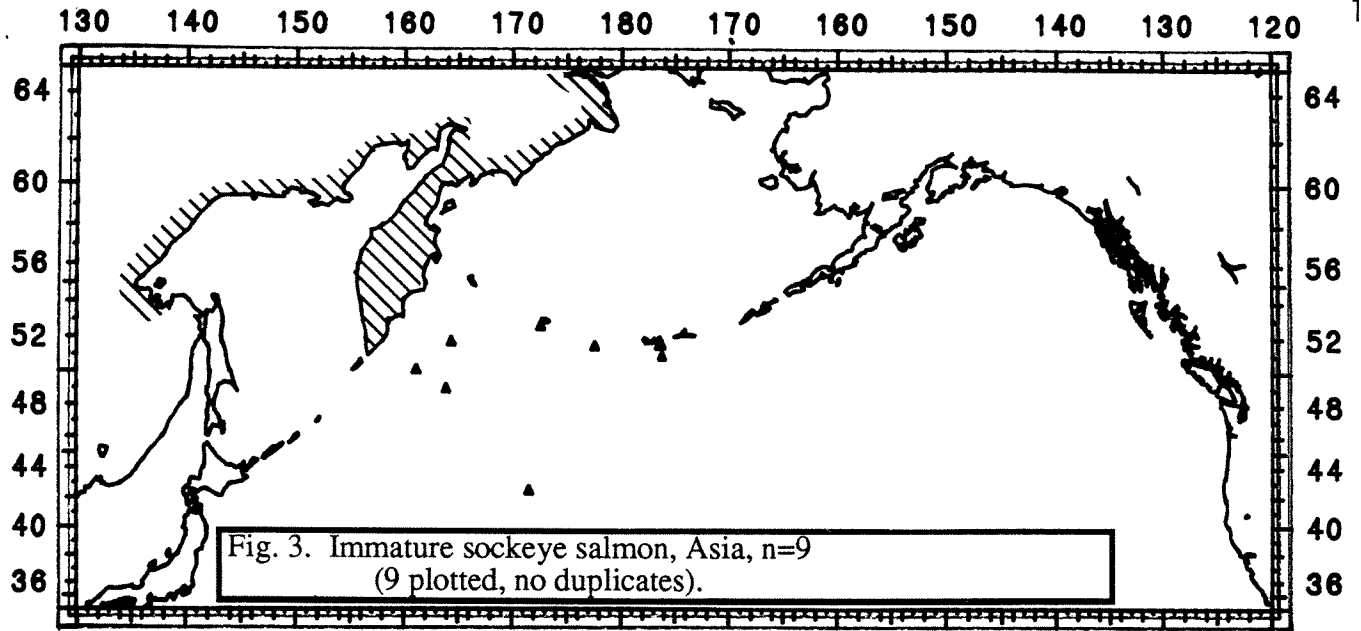 130 140 150 160 170 180 170 160 150 140 130 120
64 64
60 60
56 56
52 52
48 48
44 44
40 40
36 36
Fig. 3. Immature sockeye salmon, Asia, n=9
(9 plotted, no duplicates).